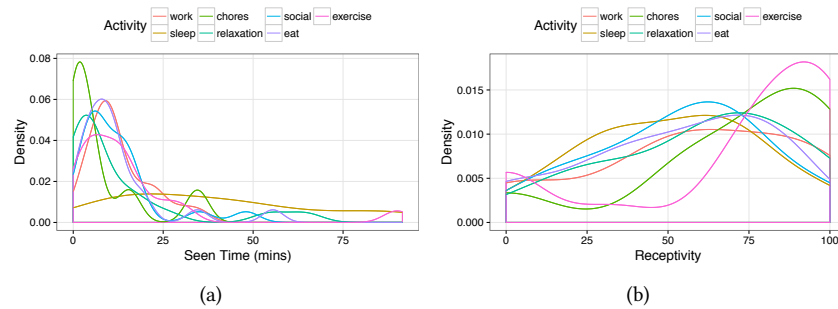 Activity work chores social exercise
sleep relaxation eat
0.08
0.06
0.04
0.02
0.00
Density
0 25 50 75
Seen Time (mins)
(a)
Activity work chores social exercise
sleep relaxation eat
0.015
0.010
0.005
0.000
Density
0 25 50 75 100
Receptivity
(b)